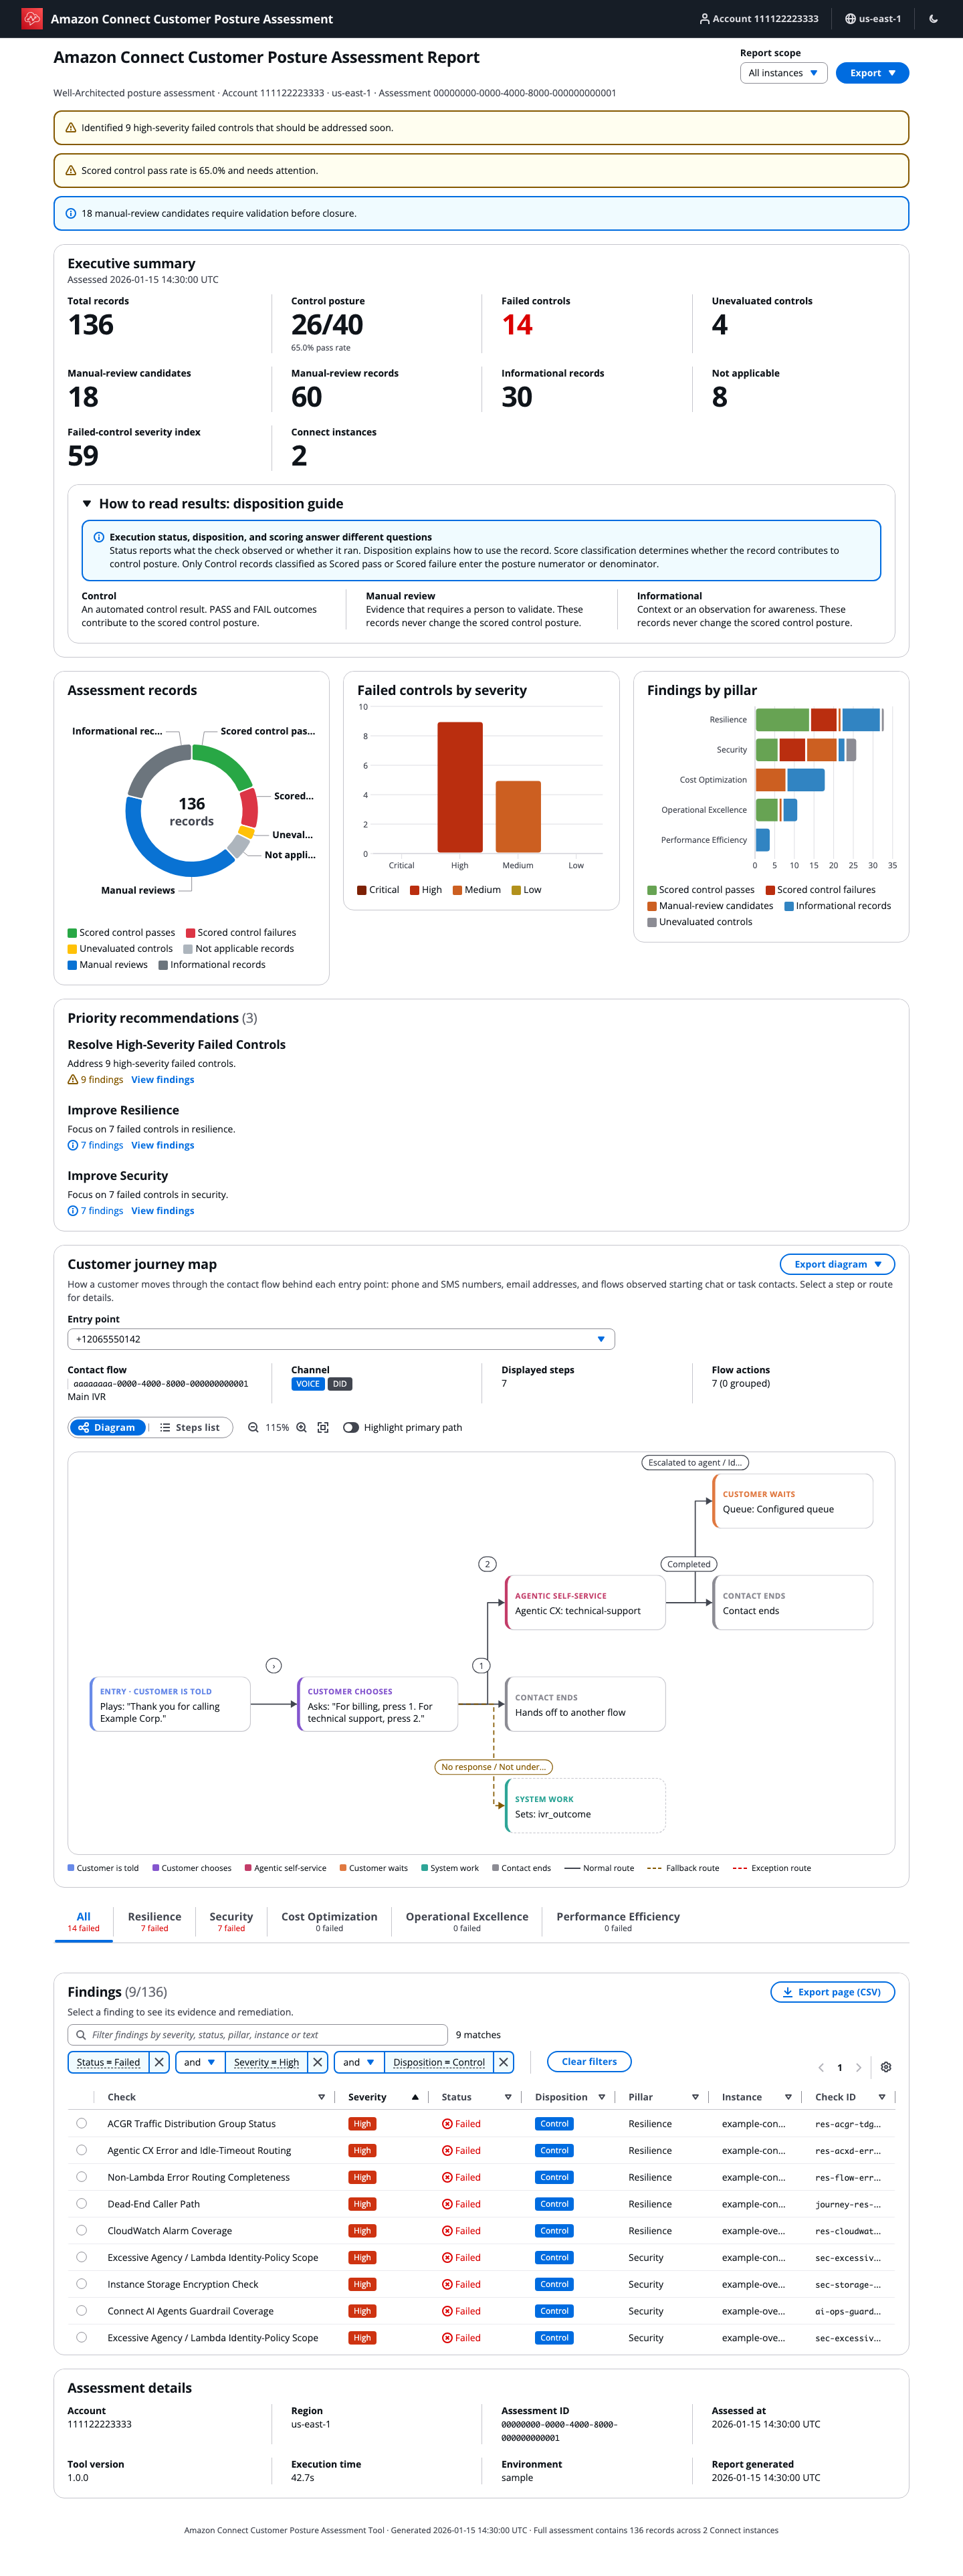 Amazon Connect Customer Posture Assessment
Account 111122223333
us-east-1
Amazon Connect Customer Posture Assessment Report
Report scope
All instances
Export
Well-Architected posture assessment · Account 111122223333 · us-east-1 · Assessment 00000000-0000-4000-8000-000000000001
Identified 9 high-severity failed controls that should be addressed soon.
Scored control pass rate is 65.0% and needs attention.
18 manual-review candidates require validation before closure.
Executive summary
Assessed 2026-01-15 14:30:00 UTC
Total records
136
Control posture
26/40
65.0% pass rate
Failed controls
14
Unevaluated controls
4
Manual-review candidates
18
Manual-review records
60
Informational records
30
Not applicable
8
Failed-control severity index
59
Connect instances
2
How to read results: disposition guide
Execution status, disposition, and scoring answer different questions
Status reports what the check observed or whether it ran. Disposition explains how to use the record. Score classification determines whether the record contributes to
control posture. Only Control records classified as Scored pass or Scored failure enter the posture numerator or denominator.
Control
An automated control result. PASS and FAIL outcomes
contribute to the scored control posture.
Manual review
Evidence that requires a person to validate. These
records never change the scored control posture.
Informational
Context or an observation for awareness. These
records never change the scored control posture.
Assessment records
Informational rec...
Scored control pas...
Scored...
Uneval...
Not appli...
Manual reviews
136
records
Scored control passes
Scored control failures
Unevaluated controls
Not applicable records
Manual reviews
Informational records
Failed controls by severity
10
8
6
4
2
0
Critical
High
Medium
Low
Critical
High
Medium
Low
Findings by pillar
Resilience
Security
Cost Optimization
Operational Excellence
Performance Efficiency
0
5
10
15
20
25
30
35
Scored control passes
Scored control failures
Manual-review candidates
Informational records
Unevaluated controls
Priority recommendations (3)
Resolve High-Severity Failed Controls
Address 9 high-severity failed controls.
9 findings View findings
Improve Resilience
Focus on 7 failed controls in resilience.
7 findings View findings
Improve Security
Focus on 7 failed controls in security.
7 findings View findings
Customer journey map
Export diagram
How a customer moves through the contact flow behind each entry point: phone and SMS numbers, email addresses, and flows observed starting chat or task contacts. Select a step or route
for details.
Entry point
+12065550142
Contact flow
aaaaaaaa-0000-4000-8000-000000000001
Main IVR
Channel
VOICE DID
Displayed steps
7
Flow actions
7 (0 grouped)
Diagram
Steps list
115%
Highlight primary path
Escalated to agent / Id...
CUSTOMER WAITS
Queue: Configured queue
2
Completed
AGENTIC SELF-SERVICE
Agentic CX: technical-support
CONTACT ENDS
Contact ends
›
1
ENTRY · CUSTOMER IS TOLD
Plays: "Thank you for calling
Example Corp."
CUSTOMER CHOOSES
Asks: "For billing, press 1. For
technical support, press 2."
CONTACT ENDS
Hands off to another flow
No response / Not under...
SYSTEM WORK
Sets: ivr_outcome
Customer is told
Customer chooses
Agentic self-service
Customer waits
System work
Contact ends
Normal route
Fallback route
Exception route
All
14 failed
Resilience
7 failed
Security
7 failed
Cost Optimization
0 failed
Operational Excellence
0 failed
Performance Efficiency
0 failed
Findings (9/136)
Export page (CSV)
Select a finding to see its evidence and remediation.
Filter findings by severity, status, pillar, instance or text
9 matches
Status = Failed
and
Severity = High
and
Disposition = Control
Clear filters
1
Check Severity Status Disposition Pillar Instance Check ID
ACGR Traffic Distribution Group Status High Failed Control Resilience example-con... res-acgr-tdg...
Agentic CX Error and Idle-Timeout Routing High Failed Control Resilience example-con... res-acxd-err...
Non-Lambda Error Routing Completeness High Failed Control Resilience example-con... res-flow-err...
Dead-End Caller Path High Failed Control Resilience example-con... journey-res-...
CloudWatch Alarm Coverage High Failed Control Resilience example-ove... res-cloudwat...
Excessive Agency / Lambda Identity-Policy Scope High Failed Control Security example-con... sec-excessiv...
Instance Storage Encryption Check High Failed Control Security example-ove... sec-storage-...
Connect AI Agents Guardrail Coverage High Failed Control Security example-ove... ai-ops-guard...
Excessive Agency / Lambda Identity-Policy Scope High Failed Control Security example-ove... sec-excessiv...
Assessment details
Account
111122223333
Region
us-east-1
Assessment ID
00000000-0000-4000-8000-
000000000001
Assessed at
2026-01-15 14:30:00 UTC
Tool version
1.0.0
Execution time
42.7s
Environment
sample
Report generated
2026-01-15 14:30:00 UTC
Amazon Connect Customer Posture Assessment Tool · Generated 2026-01-15 14:30:00 UTC · Full assessment contains 136 records across 2 Connect instances